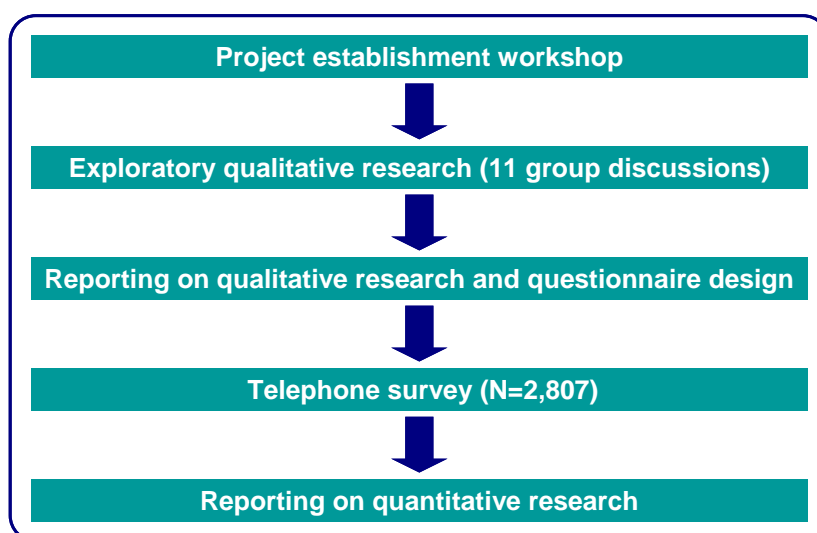 Project establishment workshop
Exploratory qualitative research (11 group discussions)
Reporting on qualitative research and questionnaire design
Telephone survey (N=2,807)
Reporting on quantitative research